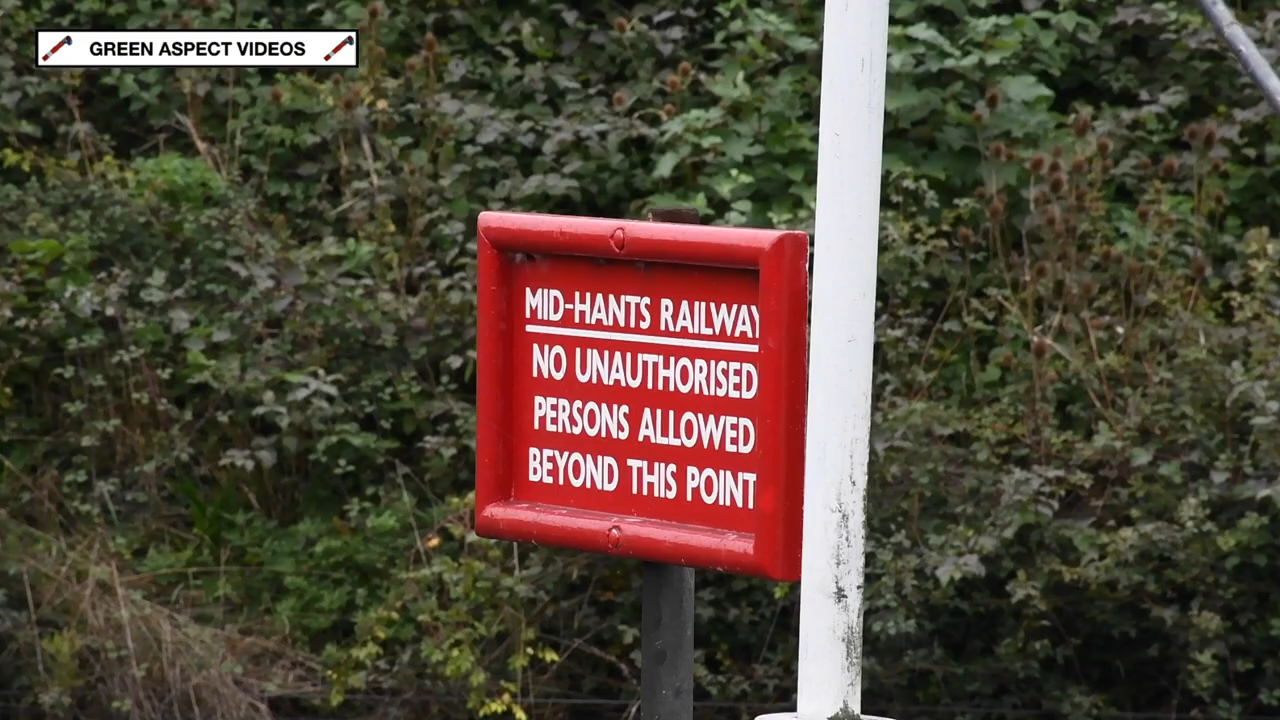 GREEN ASPECT VIDEOS
MID-HANTS RAILWAY
NO UNAUTHORISED
PERSONS ALLOWED
BEYOND THIS POINT